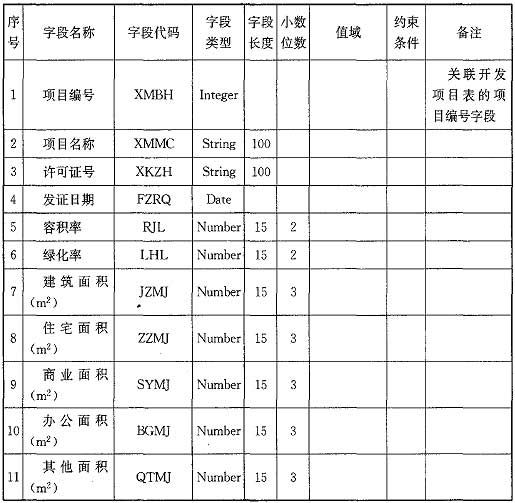 序号 字段名称 字段代码 字段类型 字段长度 小数位数 值域 约束条件 备注
1 项目编号 XMBH Integer 关联开发项目表的项目编号字段
2 项目名称 XMMC String 100
3 许可证号 XKZH String 100
4 发证日期 FZRQ Date
5 容积率 RJL Number 15 2
6 绿化率 LHL Number 15 2
7 建筑面积（m²） JZMJ Number 15 3
8 住宅面积（m²） ZZMJ Number 15 3
9 商业面积（m²） SYMJ Number 15 3
10 办公面积（m²） BGMJ Number 15 3
11 其他面积（m²） QTMJ Number 15 3